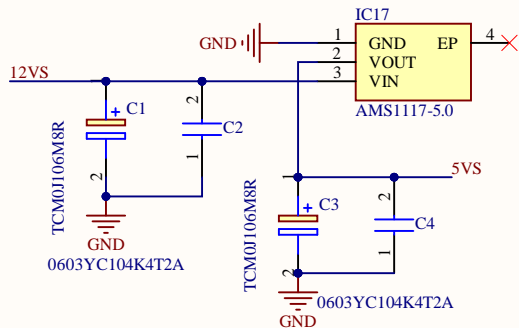 IC17
GND
1
GND
EP
4
2
VOUT
12VS
3
VIN
AMS1117-5.0
+
C1
2
C2
TCM0J106M8R
2
1
GND
0603YC104K4T2A
1
5VS
+
C3
2
C4
TCM0J106M8R
2
1
GND
0603YC104K4T2A